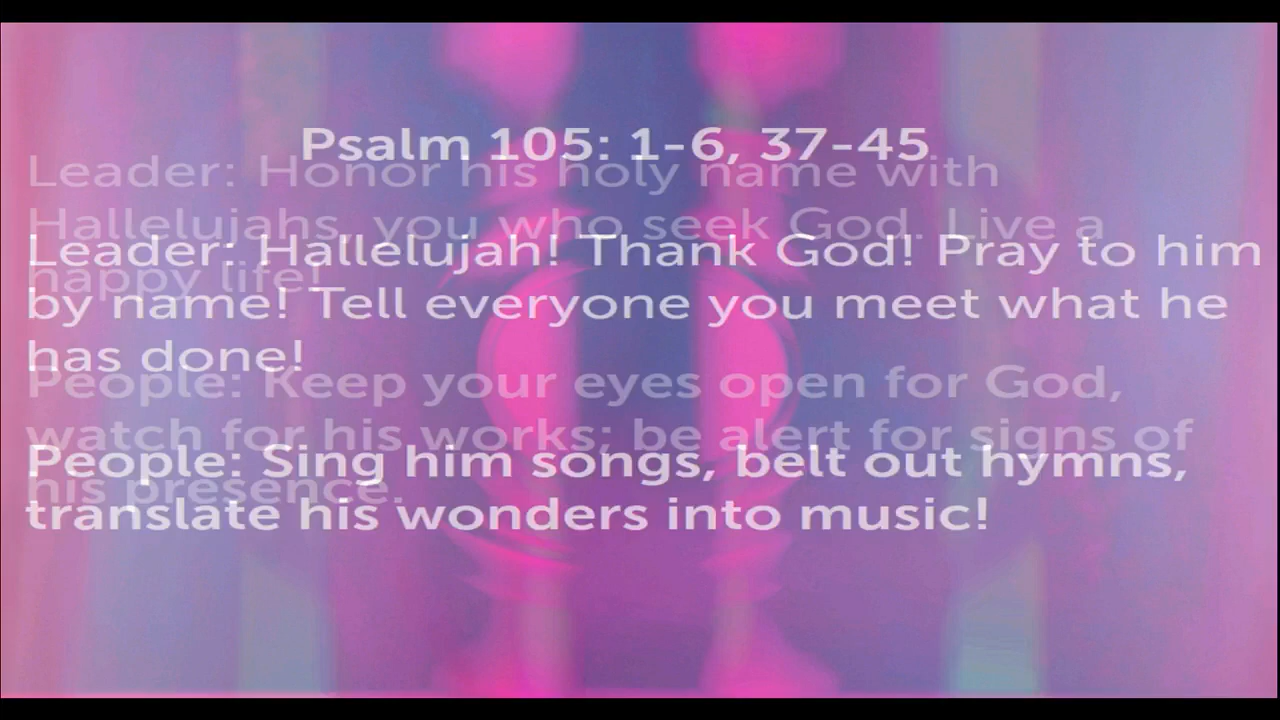 Psalm 105: 1-6, 37-45
Leader: Hallelujah! Thank God! Pray to him
by name! Tell everyone you meet what he
has done!
People: Sing him songs, belt out hymns,
translate his wonders into music!
Leader: Honor his holy name with
Hallelujahs, you who seek God. Live a
happy life!
People: Keep your eyes open for God,
watch for his works; be alert for signs of
his presence.